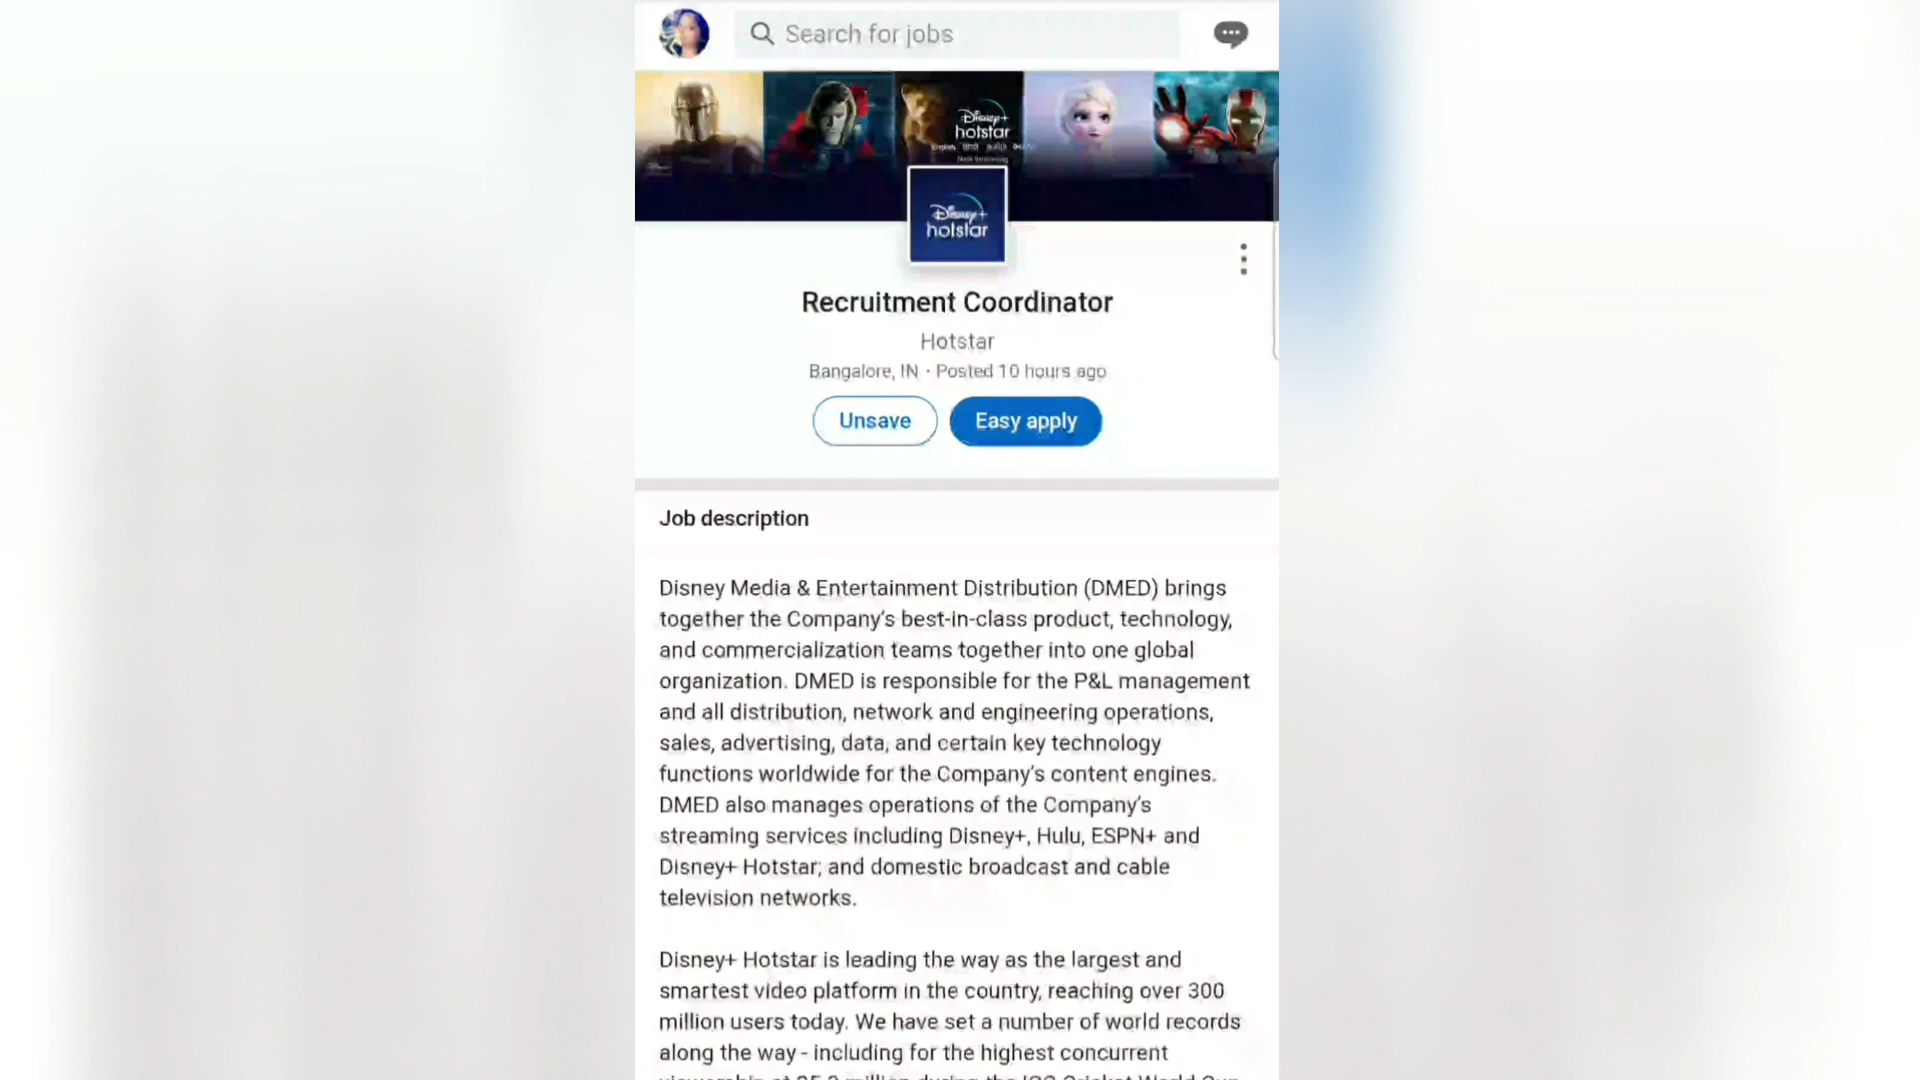 Search for jobs
Disney+
hotstar
Disney+
hotstar
Recruitment Coordinator
Hotstar
Bangalore, IN · Posted 10 hours ago
Unsave
Easy apply
Job description
Disney Media & Entertainment Distribution (DMED) brings
together the Company's best-in-class product, technology,
and commercialization teams together into one global
organization. DMED is responsible for the P&L management
and all distribution, network and engineering operations,
sales, advertising, data, and certain key technology
functions worldwide for the Company's content engines.
DMED also manages operations of the Company's
streaming services including Disney+, Hulu, ESPN+ and
Disney+ Hotstar; and domestic broadcast and cable
television networks.
Disney+ Hotstar is leading the way as the largest and
smartest video platform in the country, reaching over 300
million users today. We have set a number of world records
along the way - including for the highest concurrent